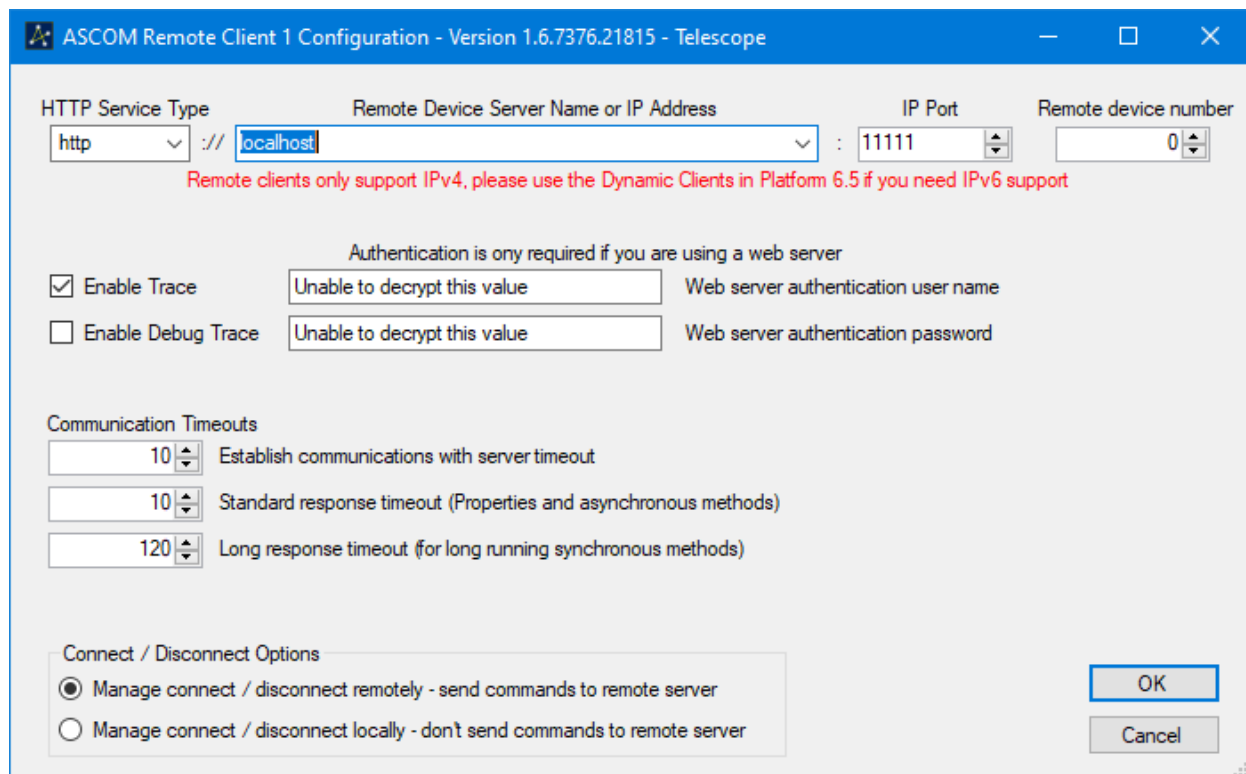 ASCOM Remote Client 1 Configuration - Version 1.6.7376.21815 - Telescope
HTTP Service Type Remote Device Server Name or IP Address IP Port Remote device number
http :// localhost : 11111 0
Remote clients only support IPv4, please use the Dynamic Clients in Platform 6.5 if you need IPv6 support
Authentication is ony required if you are using a web server
Enable Trace Unable to decrypt this value Web server authentication user name
Enable Debug Trace Unable to decrypt this value Web server authentication password
Communication Timeouts
10 Establish communications with server timeout
10 Standard response timeout (Properties and asynchronous methods)
120 Long response timeout (for long running synchronous methods)
Connect / Disconnect Options
Manage connect / disconnect remotely - send commands to remote server
OK
Manage connect / disconnect locally - don't send commands to remote server
Cancel